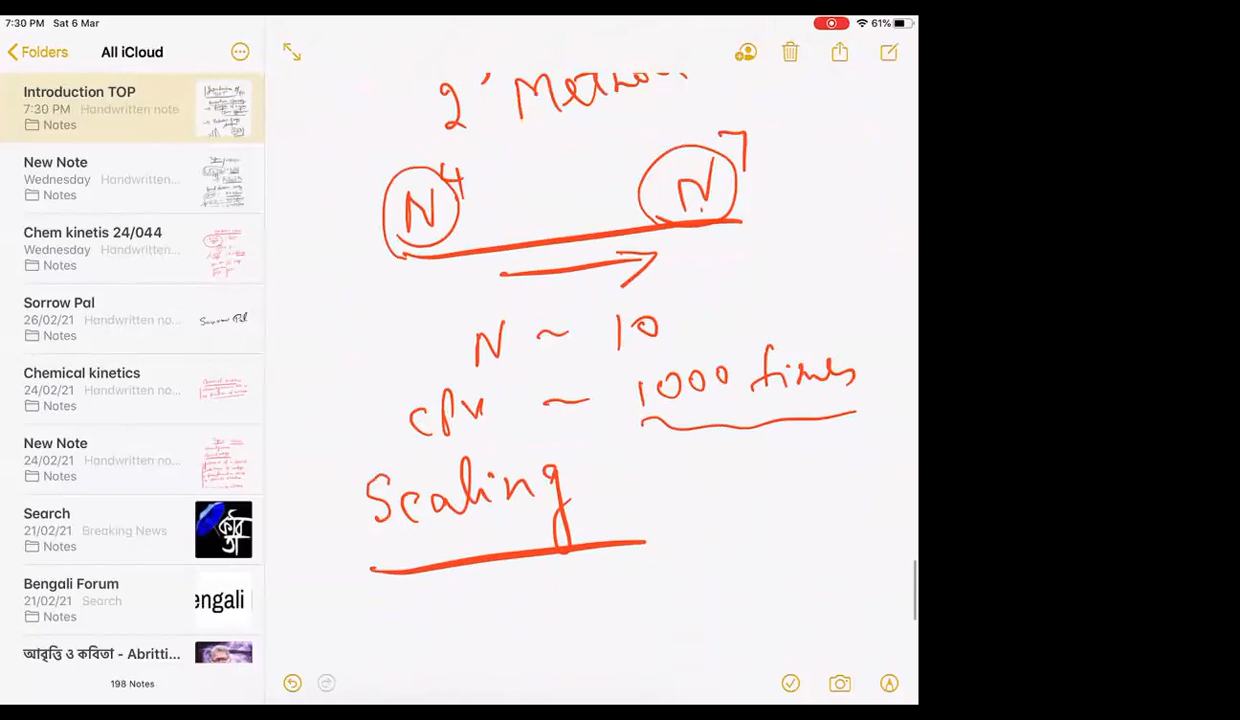 7:30 PM Sat 6 Mar
61%
Folders
All iCloud
Introduction TOP
7:30 PM Handwritten note
Notes
New Note
Wednesday Handwritten...
Notes
Chem kinetis 24/044
Wednesday Handwritten...
Notes
Sorrow Pal
26/02/21 Handwritten no...
Notes
Chemical kinetics
24/02/21 Handwritten no...
Notes
New Note
24/02/21 Handwritten no...
Notes
Search
21/02/21 Breaking News
Notes
Bengali Forum
21/02/21 Search
Notes
engali
আবৃত্তি ও কবিতা - Abritti...
198 Notes
N⁴ N⁷
N ~ 10
~ 1000 times
Scaling